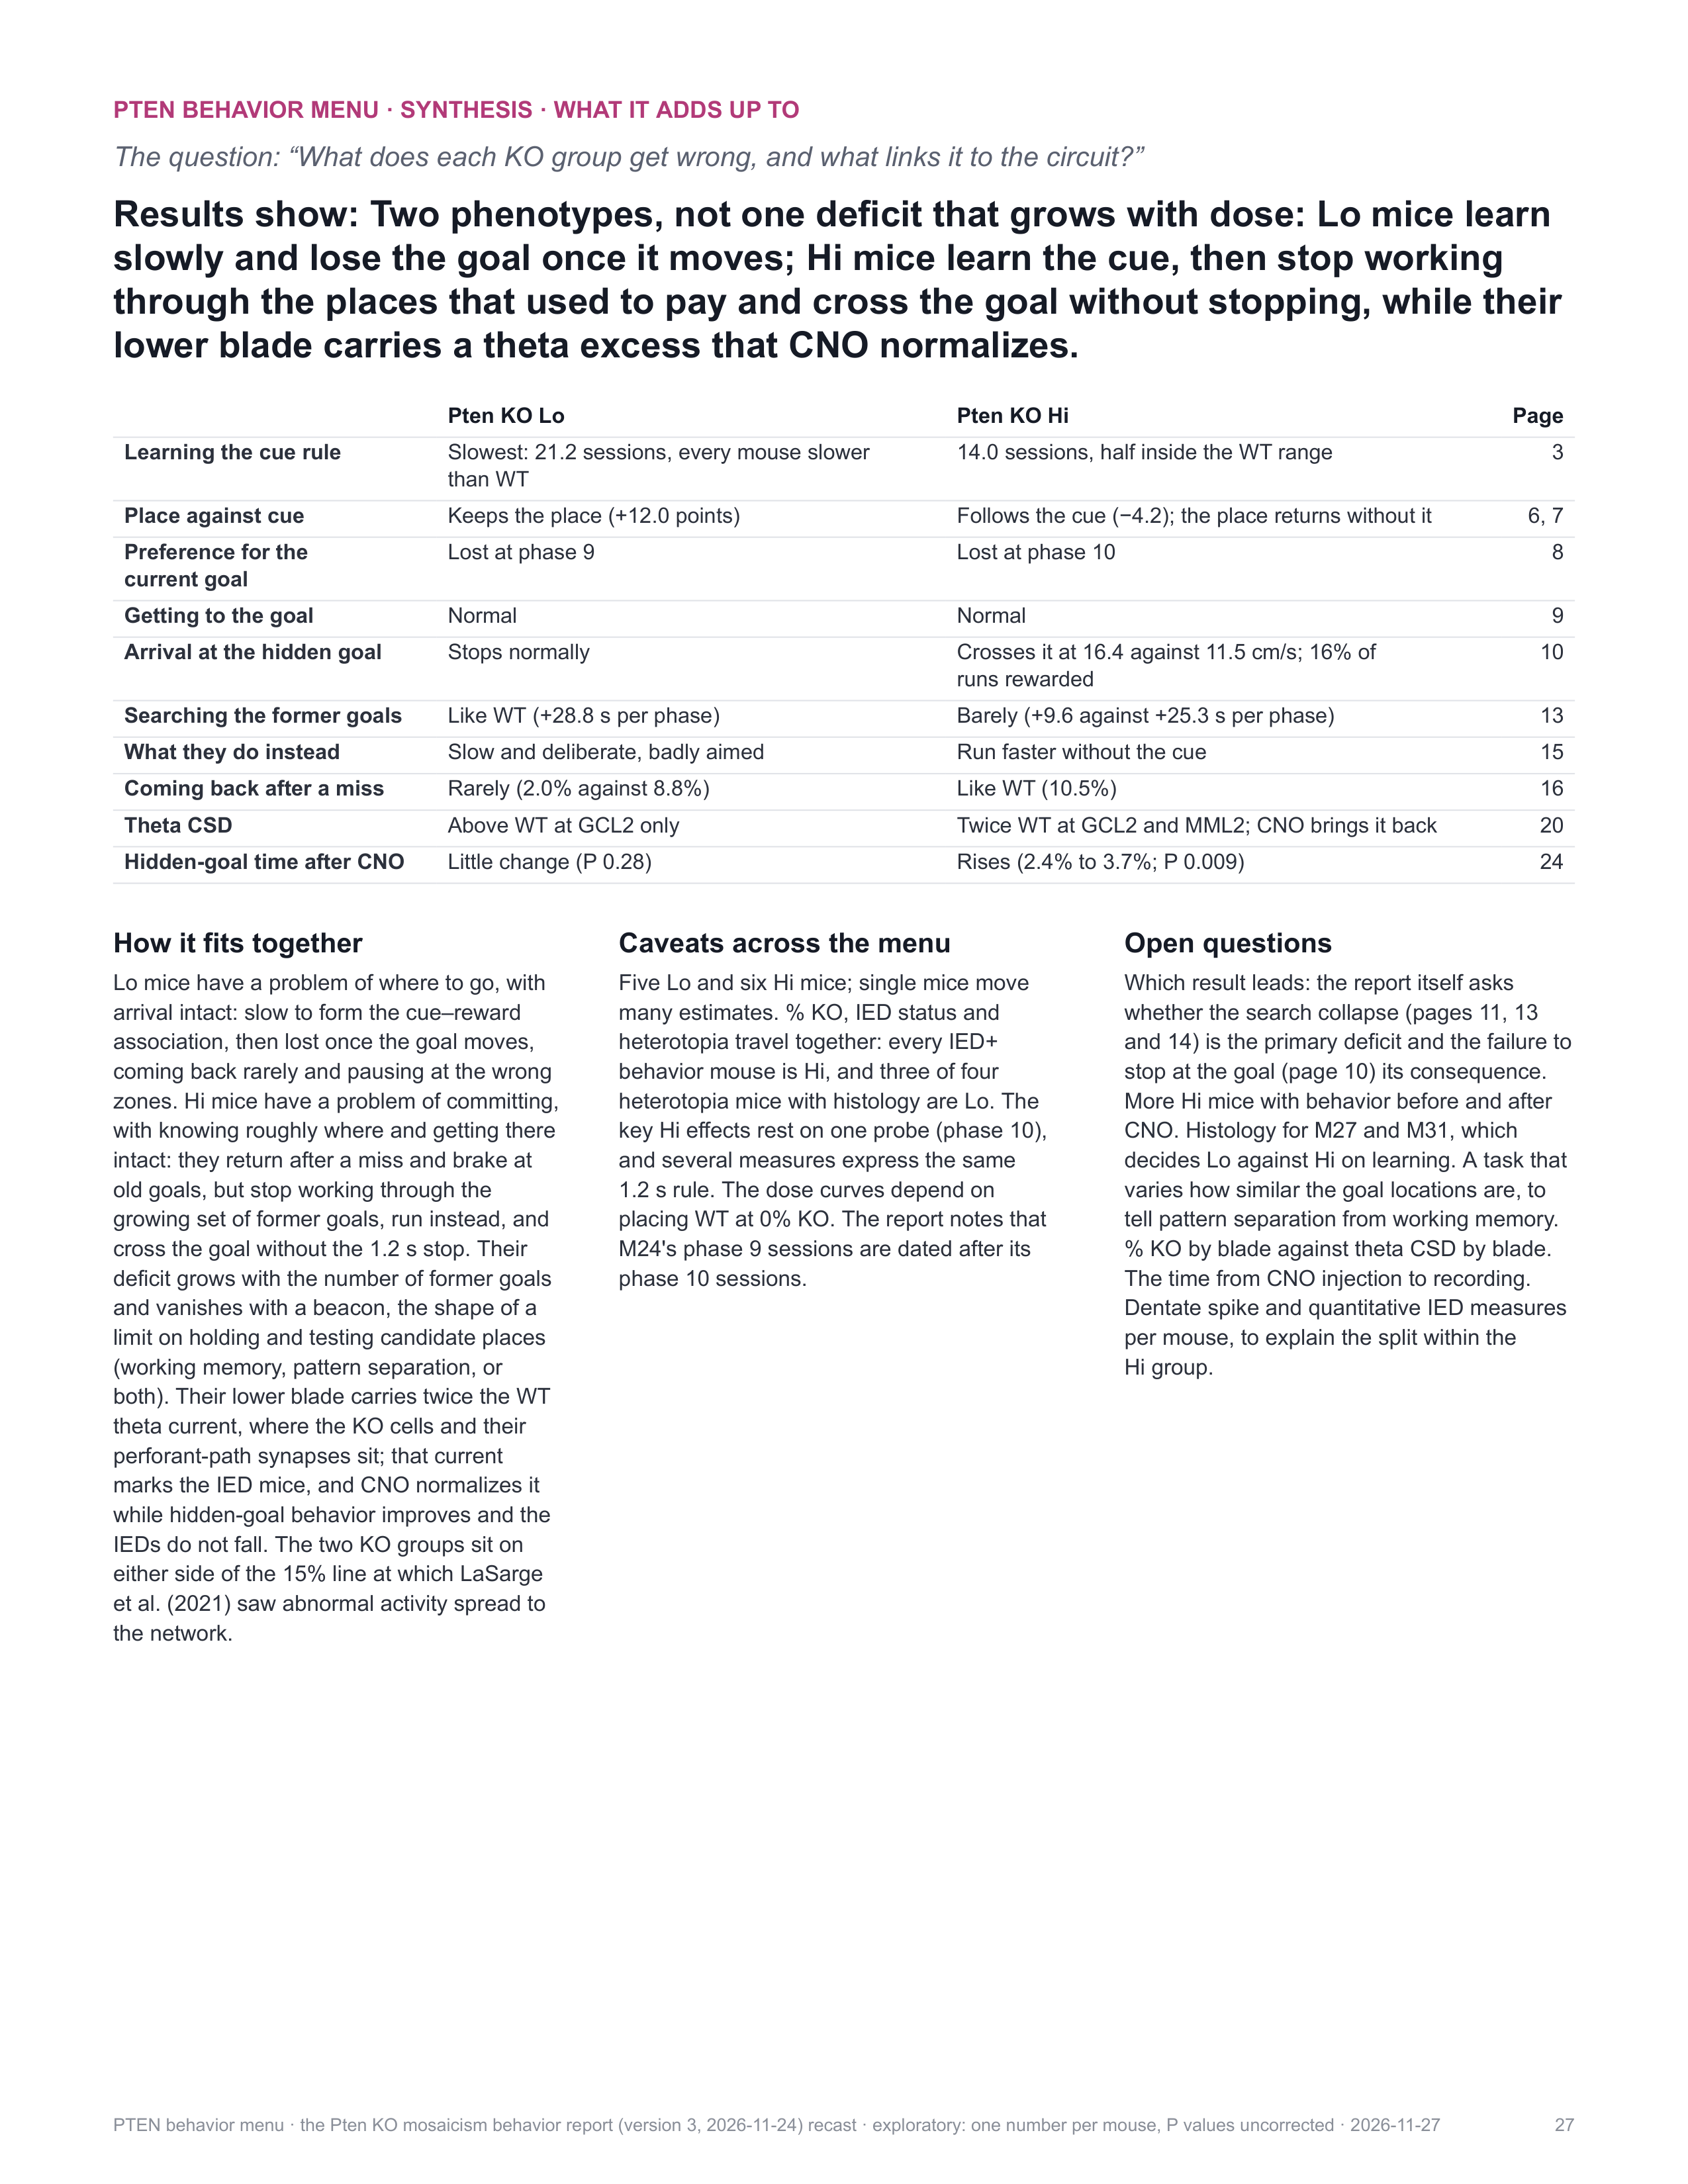 PTEN BEHAVIOR MENU · SYNTHESIS · WHAT IT ADDS UP TO
The question: “What does each KO group get wrong, and what links it to the circuit?”
Results show: Two phenotypes, not one deficit that grows with dose: Lo mice learn
slowly and lose the goal once it moves; Hi mice learn the cue, then stop working
through the places that used to pay and cross the goal without stopping, while their
lower blade carries a theta excess that CNO normalizes.
Pten KO Lo Pten KO Hi Page
Learning the cue rule Slowest: 21.2 sessions, every mouse slower 14.0 sessions, half inside the WT range 3
than WT
Place against cue Keeps the place (+12.0 points) Follows the cue (−4.2); the place returns without it 6, 7
Preference for the Lost at phase 9 Lost at phase 10 8
current goal
Getting to the goal Normal Normal 9
Arrival at the hidden goal Stops normally Crosses it at 16.4 against 11.5 cm/s; 16% of 10
runs rewarded
Searching the former goals Like WT (+28.8 s per phase) Barely (+9.6 against +25.3 s per phase) 13
What they do instead Slow and deliberate, badly aimed Run faster without the cue 15
Coming back after a miss Rarely (2.0% against 8.8%) Like WT (10.5%) 16
Theta CSD Above WT at GCL2 only Twice WT at GCL2 and MML2; CNO brings it back 20
Hidden-goal time after CNO Little change (P 0.28) Rises (2.4% to 3.7%; P 0.009) 24
How it fits together
Lo mice have a problem of where to go, with
arrival intact: slow to form the cue–reward
association, then lost once the goal moves,
coming back rarely and pausing at the wrong
zones. Hi mice have a problem of committing,
with knowing roughly where and getting there
intact: they return after a miss and brake at
old goals, but stop working through the
growing set of former goals, run instead, and
cross the goal without the 1.2 s stop. Their
deficit grows with the number of former goals
and vanishes with a beacon, the shape of a
limit on holding and testing candidate places
(working memory, pattern separation, or
both). Their lower blade carries twice the WT
theta current, where the KO cells and their
perforant-path synapses sit; that current
marks the IED mice, and CNO normalizes it
while hidden-goal behavior improves and the
IEDs do not fall. The two KO groups sit on
either side of the 15% line at which LaSarge
et al. (2021) saw abnormal activity spread to
the network.
Caveats across the menu
Five Lo and six Hi mice; single mice move
many estimates. % KO, IED status and
heterotopia travel together: every IED+
behavior mouse is Hi, and three of four
heterotopia mice with histology are Lo. The
key Hi effects rest on one probe (phase 10),
and several measures express the same
1.2 s rule. The dose curves depend on
placing WT at 0% KO. The report notes that
M24's phase 9 sessions are dated after its
phase 10 sessions.
Open questions
Which result leads: the report itself asks
whether the search collapse (pages 11, 13
and 14) is the primary deficit and the failure to
stop at the goal (page 10) its consequence.
More Hi mice with behavior before and after
CNO. Histology for M27 and M31, which
decides Lo against Hi on learning. A task that
varies how similar the goal locations are, to
tell pattern separation from working memory.
% KO by blade against theta CSD by blade.
The time from CNO injection to recording.
Dentate spike and quantitative IED measures
per mouse, to explain the split within the
Hi group.
PTEN behavior menu · the Pten KO mosaicism behavior report (version 3, 2026-11-24) recast · exploratory: one number per mouse, P values uncorrected · 2026-11-27 27